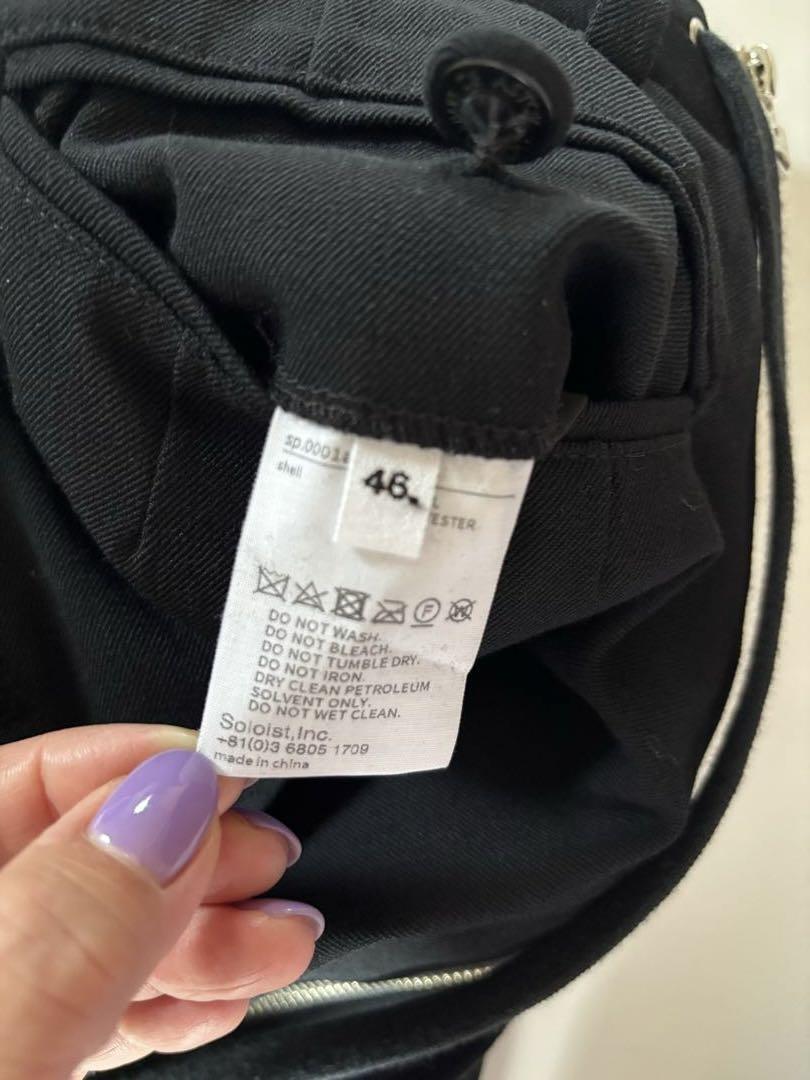 sp.0001a
shell
46.
L
ESTER
DO NOT WASH.
DO NOT BLEACH.
DO NOT TUMBLE DRY.
DO NOT IRON.
DRY CLEAN PETROLEUM
SOLVENT ONLY.
DO NOT WET CLEAN.
Soloist,Inc.
+81(0)3 6805 1709
made in china